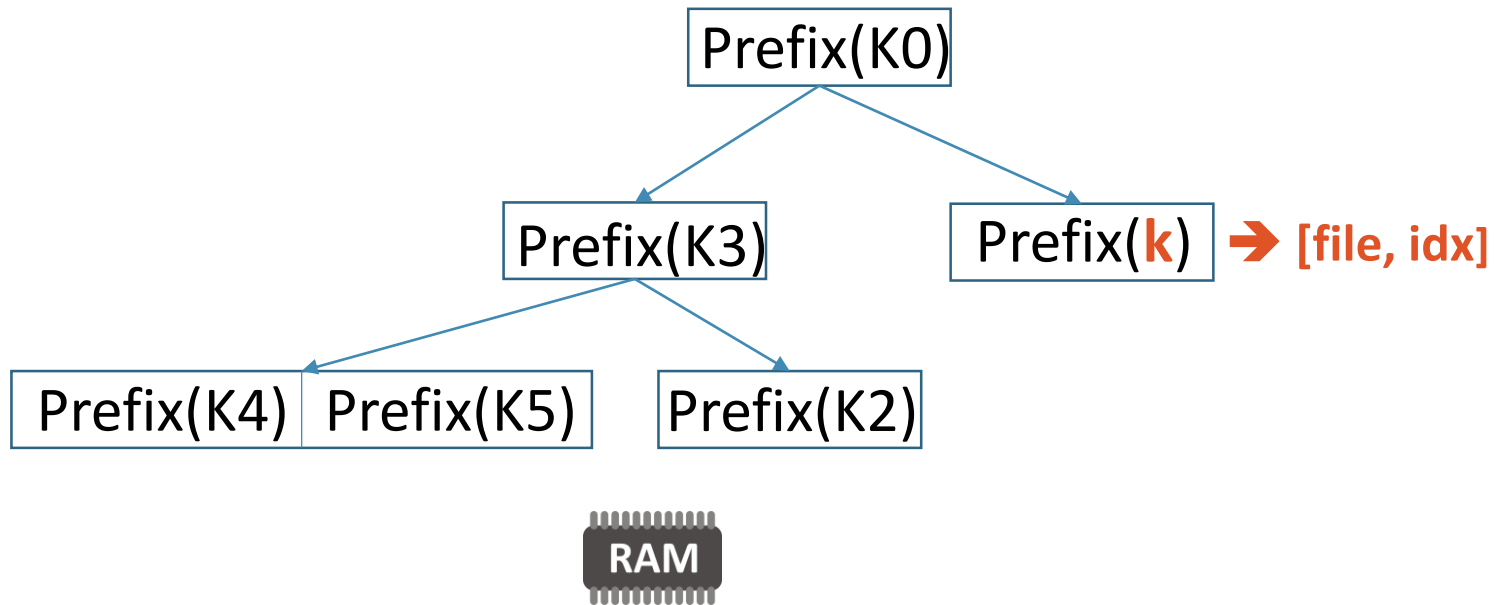 Prefix(K0)
Prefix(K3)
Prefix(k) ➔ [file, idx]
Prefix(K4) Prefix(K5)
Prefix(K2)
RAM